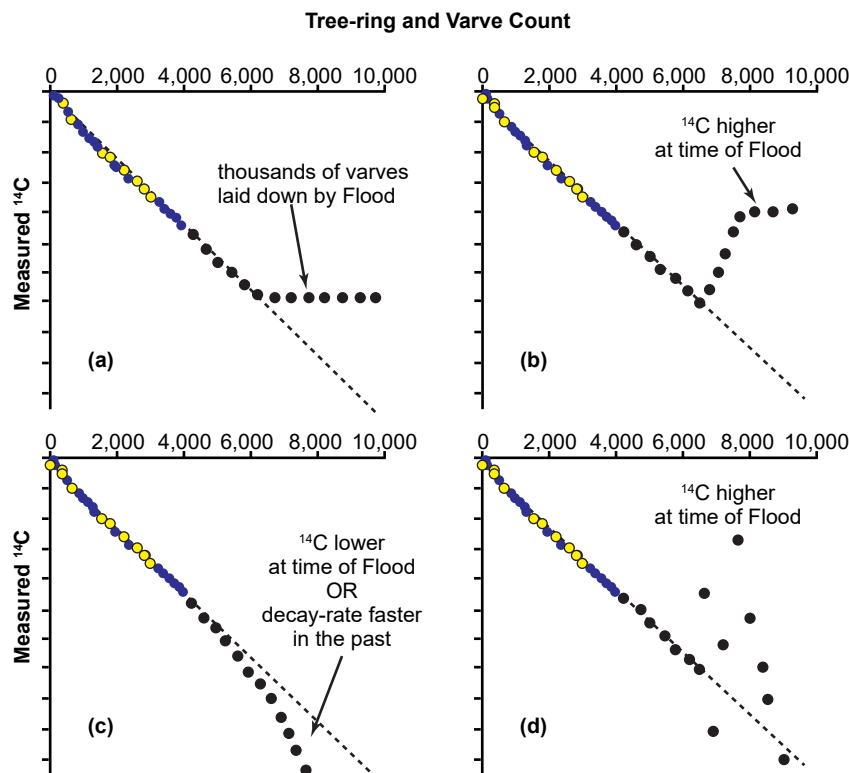 Tree-ring and Varve Count
0 2,000 4,000 6,000 8,000 10,000
Measured ¹⁴C
thousands of varves
laid down by Flood
(a)
0 2,000 4,000 6,000 8,000 10,000
¹⁴C higher
at time of Flood
(b)
0 2,000 4,000 6,000 8,000 10,000
Measured ¹⁴C
¹⁴C lower
at time of Flood
OR
decay-rate faster
in the past
(c)
0 2,000 4,000 6,000 8,000 10,000
¹⁴C higher
at time of Flood
(d)